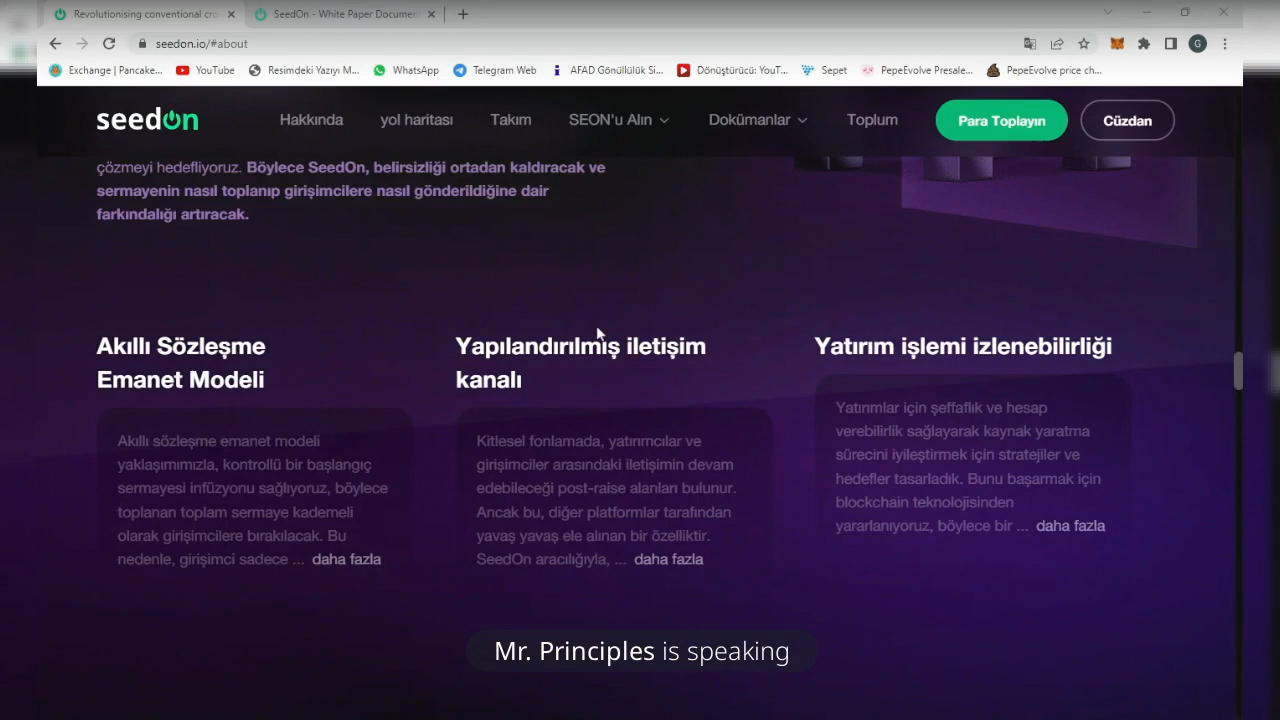 Revolutionising conventional cro
SeedOn - White Paper Documen
seedon.io/#about
G
Exchange | Pancake...
YouTube
Resimdeki Yazıyı M...
WhatsApp
Telegram Web
AFAD Gönüllülük Si...
Dönüştürücü: YouT...
Sepet
PepeEvolve Presale...
PepeEvolve price ch...
seedon
Hakkında
yol haritası
Takım
SEON'u Alın
Dokümanlar
Toplum
Para Toplayın
Cüzdan
çözmeyi hedefliyoruz. Böylece SeedOn, belirsizliği ortadan kaldıracak ve
sermayenin nasıl toplanıp girişimcilere nasıl gönderildiğine dair
farkındalığı artıracak.
Akıllı Sözleşme
Emanet Modeli
Akıllı sözleşme emanet modeli
yaklaşımımızla, kontrollü bir başlangıç
sermayesi infüzyonu sağlıyoruz, böylece
toplanan toplam sermaye kademeli
olarak girişimcilere bırakılacak. Bu
nedenle, girişimci sadece ... daha fazla
Yapılandırılmış iletişim
kanalı
Kitlesel fonlamada, yatırımcılar ve
girişimciler arasındaki iletişimin devam
edebileceği post-raise alanları bulunur.
Ancak bu, diğer platformlar tarafından
yavaş yavaş ele alınan bir özelliktir.
SeedOn aracılığıyla, ... daha fazla
Yatırım işlemi izlenebilirliği
Yatırımlar için şeffaflık ve hesap
verebilirlik sağlayarak kaynak yaratma
sürecini iyileştirmek için stratejiler ve
hedefler tasarladık. Bunu başarmak için
blockchain teknolojisinden
yararlanıyoruz, böylece bir ... daha fazla
Mr. Principles is speaking